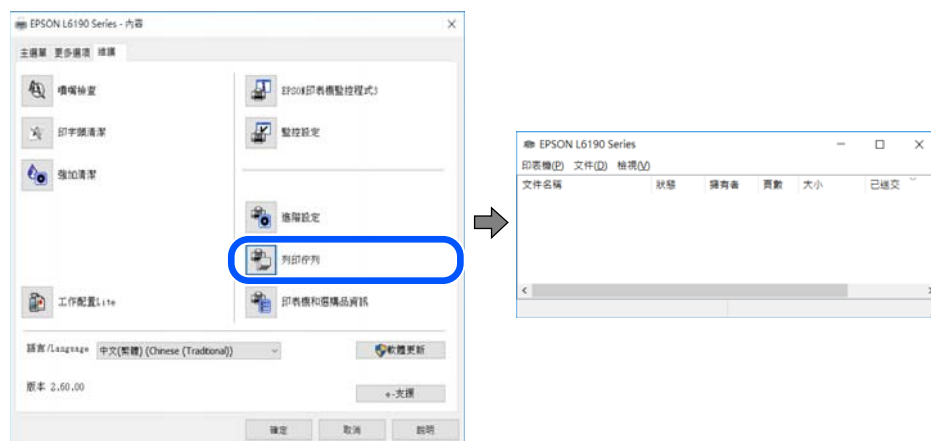 EPSON L6190 Series - 內容
主選單 更多選項 維護
噴嘴檢查
EPSON印表機監控程式3
印字頭清潔
監控設定
強加清潔
進階設定
列印佇列
工作配置Lite
印表機和選購品資訊
語言/Language 中文(繁體) (Chinese (Traditional))
軟體更新
版本 2.60.00
e-支援
確定 取消 說明
EPSON L6190 Series
印表機(P) 文件(D) 檢視(V)
文件名稱 狀態 擁有者 頁數 大小 已送交